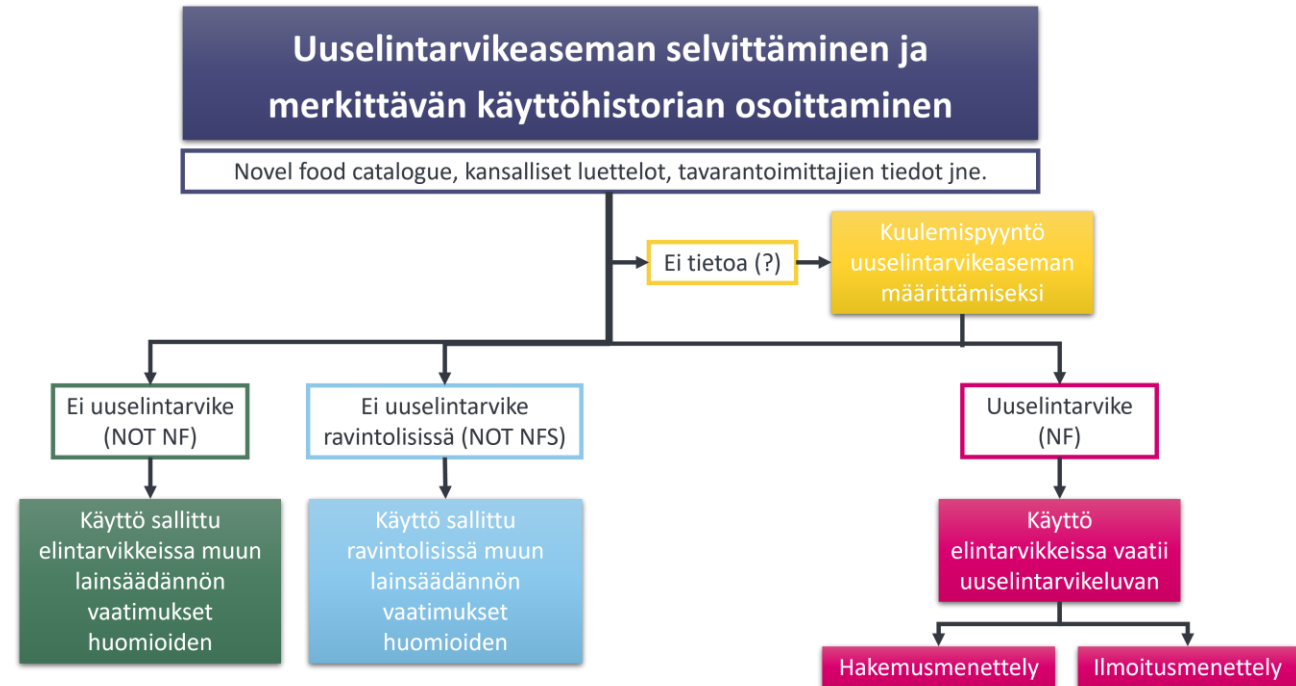 Uuselintarvikeaseman selvittäminen ja
merkittävän käyttöhistorian osoittaminen
Novel food catalogue, kansalliset luettelot, tavarantoimittajien tiedot jne.
Ei tietoa (?)
Kuulemispyyntö
uuselintarvikeaseman
määrittämiseksi
Ei uuselintarvike
(NOT NF)
Ei uuselintarvike
ravintolisissä (NOT NFS)
Uuselintarvike
(NF)
Käyttö sallittu
elintarvikkeissa muun
lainsäädännön
vaatimukset
huomioiden
Käyttö sallittu
ravintolisissä muun
lainsäädännön
vaatimukset
huomioiden
Käyttö
elintarvikkeissa vaatii
uuselintarvikeluvan
Hakemusmenettely
Ilmoitusmenettely